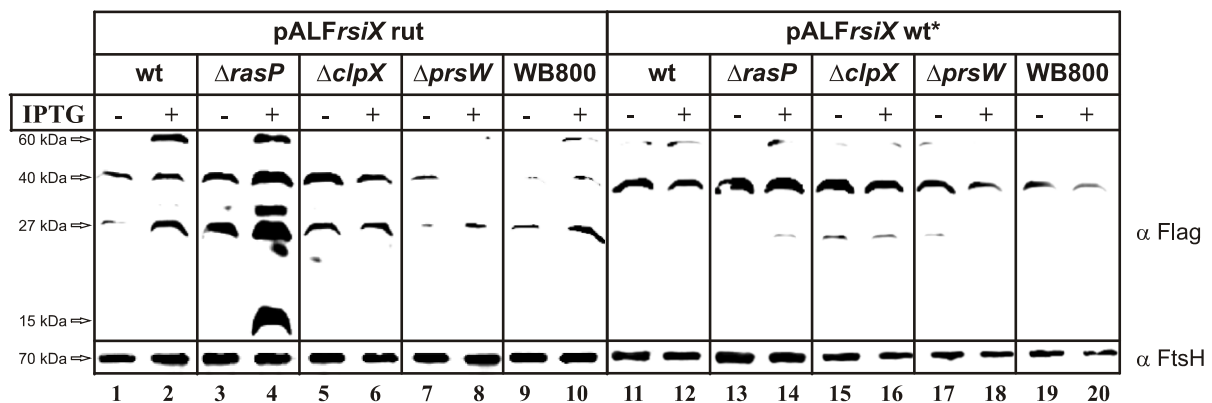 pALFrsiX rut pALFrsiX wt*
wt ΔrasP ΔclpX ΔprsW WB800 wt ΔrasP ΔclpX ΔprsW WB800
IPTG - + - + - + - + - + - + - + - + - + - +
60 kDa⇨
40 kDa⇨
27 kDa⇨
α Flag
15 kDa⇨
70 kDa⇨ α FtsH
1 2 3 4 5 6 7 8 9 10 11 12 13 14 15 16 17 18 19 20